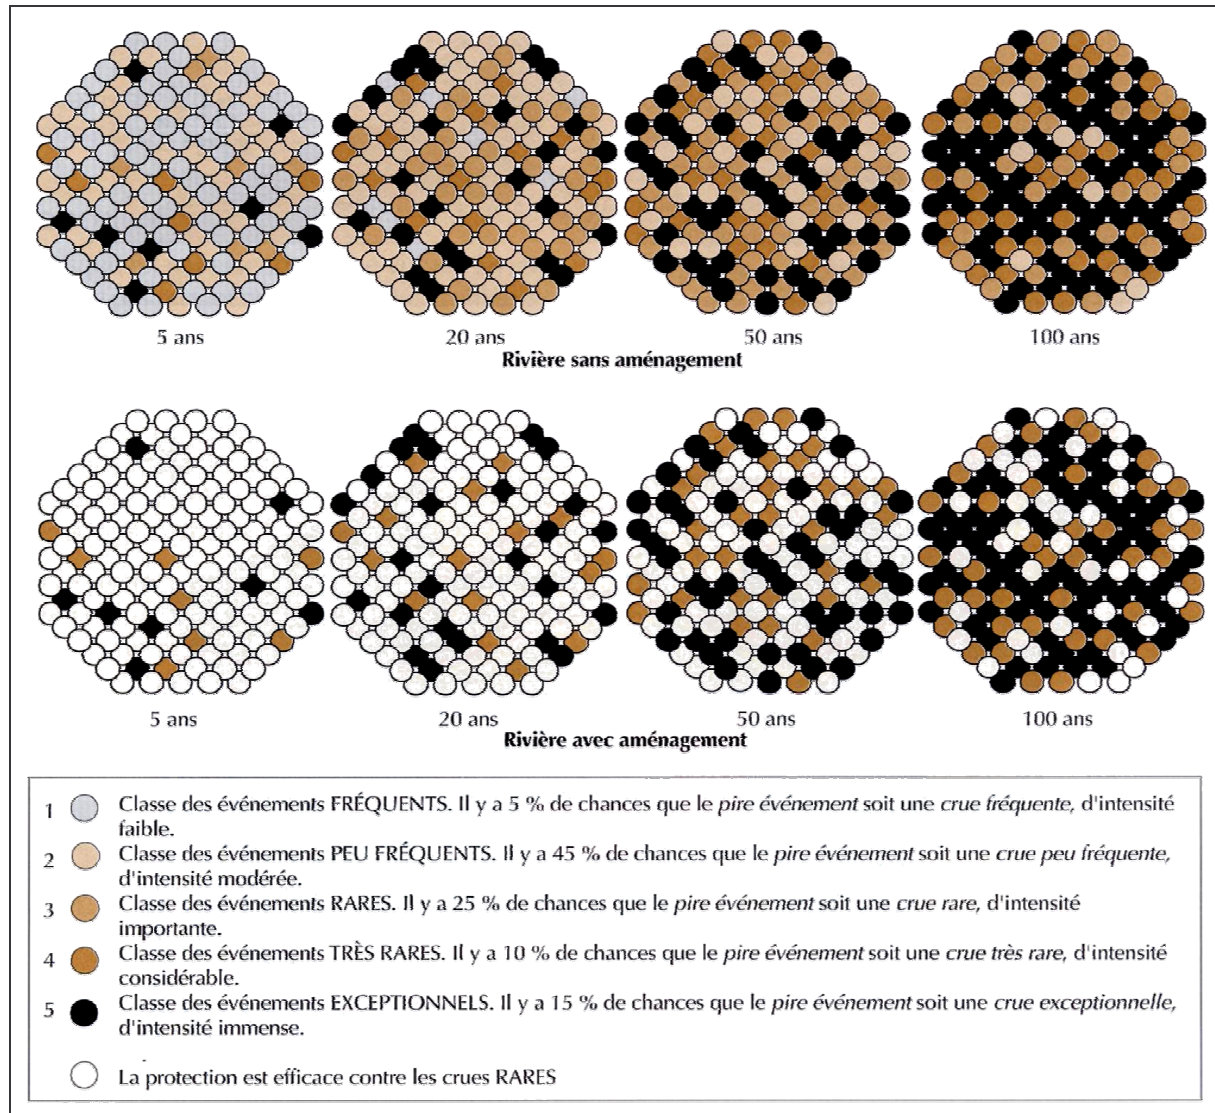 5 ans 20 ans 50 ans 100 ans
Rivière sans aménagement
5 ans 20 ans 50 ans 100 ans
Rivière avec aménagement
1 Classe des événements FRÉQUENTS. Il y a 5 % de chances que le pire événement soit une crue fréquente, d'intensité
faible.
2 Classe des événements PEU FRÉQUENTS. Il y a 45 % de chances que le pire événement soit une crue peu fréquente,
d'intensité modérée.
3 Classe des événements RARES. Il y a 25 % de chances que le pire événement soit une crue rare, d'intensité
importante.
4 Classe des événements TRÈS RARES. Il y a 10 % de chances que le pire événement soit une crue très rare, d'intensité
considérable.
5 Classe des événements EXCEPTIONNELS. Il y a 15 % de chances que le pire événement soit une crue exceptionnelle,
d'intensité immense.
La protection est efficace contre les crues RARES